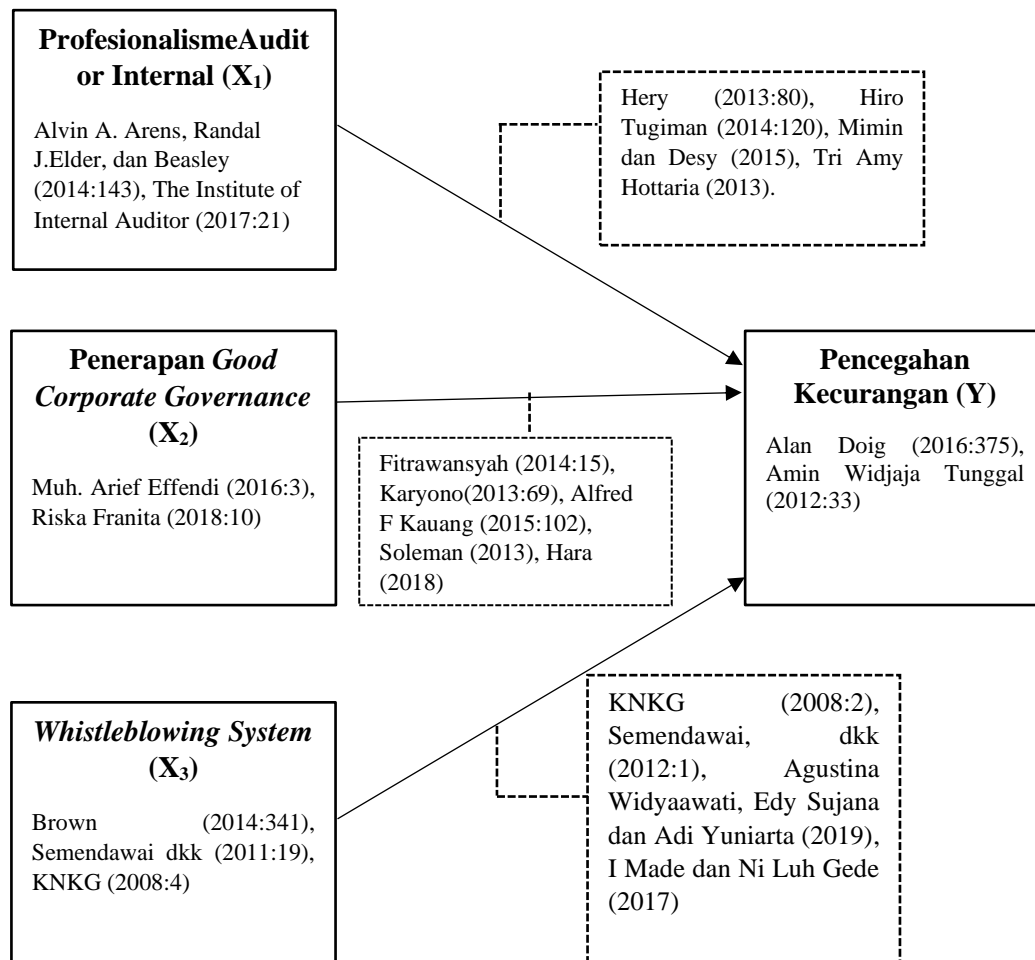 ProfesionalismeAudit
or Internal (X₁)
Alvin A. Arens, Randal
J.Elder, dan Beasley
(2014:143), The Institute of
Internal Auditor (2017:21)
Hery (2013:80), Hiro
Tugiman (2014:120), Mimin
dan Desy (2015), Tri Amy
Hottaria (2013).
Penerapan Good
Corporate Governance
(X₂)
Muh. Arief Effendi (2016:3),
Riska Franita (2018:10)
Fitrawansyah (2014:15),
Karyono(2013:69), Alfred
F Kauang (2015:102),
Soleman (2013), Hara
(2018)
Pencegahan
Kecurangan (Y)
Alan Doig (2016:375),
Amin Widjaja Tunggal
(2012:33)
Whistleblowing System
(X₃)
Brown (2014:341),
Semendawai dkk (2011:19),
KNKG (2008:4)
KNKG (2008:2),
Semendawai, dkk
(2012:1), Agustina
Widyaawati, Edy Sujana
dan Adi Yuniarta (2019),
I Made dan Ni Luh Gede
(2017)